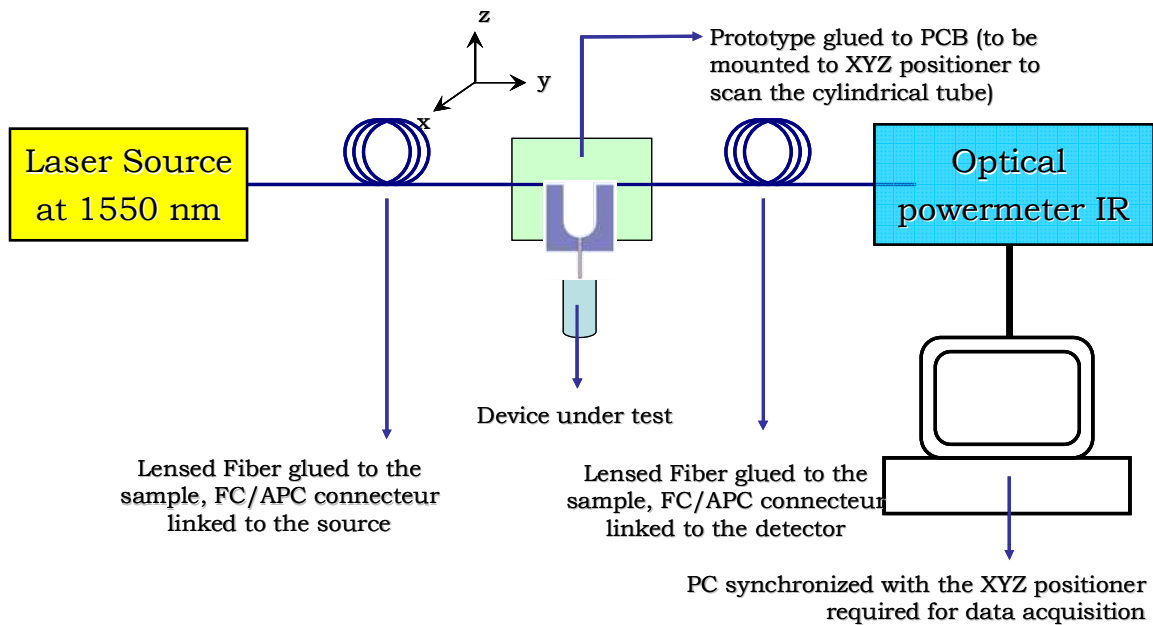 z
y
x
Prototype glued to PCB (to be
mounted to XYZ positioner to
scan the cylindrical tube)
Laser Source
at 1550 nm
Optical
powermeter IR
Device under test
Lensed Fiber glued to the
sample, FC/APC connecteur
linked to the source
Lensed Fiber glued to the
sample, FC/APC connecteur
linked to the detector
PC synchronized with the XYZ positioner
required for data acquisition